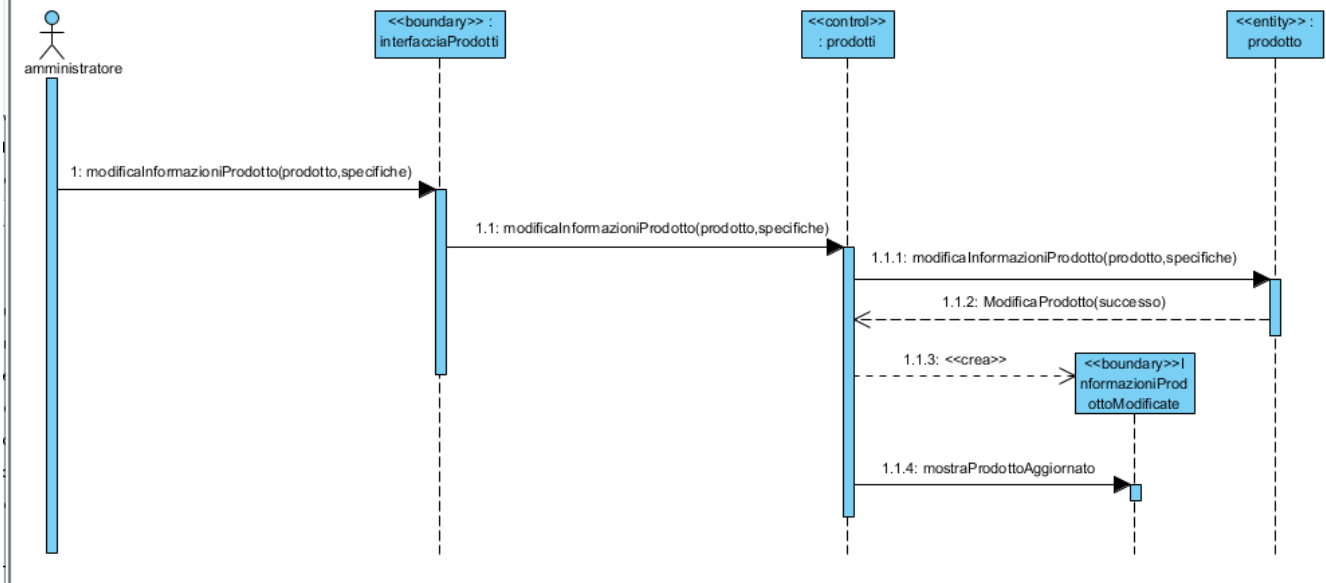 <<boundary>> :
interfacciaProdotti
<<control>>
: prodotti
<<entity>> :
prodotto
amministratore
1: modificaInformazioniProdotto(prodotto,specifiche)
1.1: modificaInformazioniProdotto(prodotto,specifiche)
1.1.1: modificaInformazioniProdotto(prodotto,specifiche)
1.1.2: ModificaProdotto(successo)
1.1.3: <<crea>>
<<boundary>>I
nformazioniProd
ottoModificate
1.1.4: mostraProdottoAggiornato